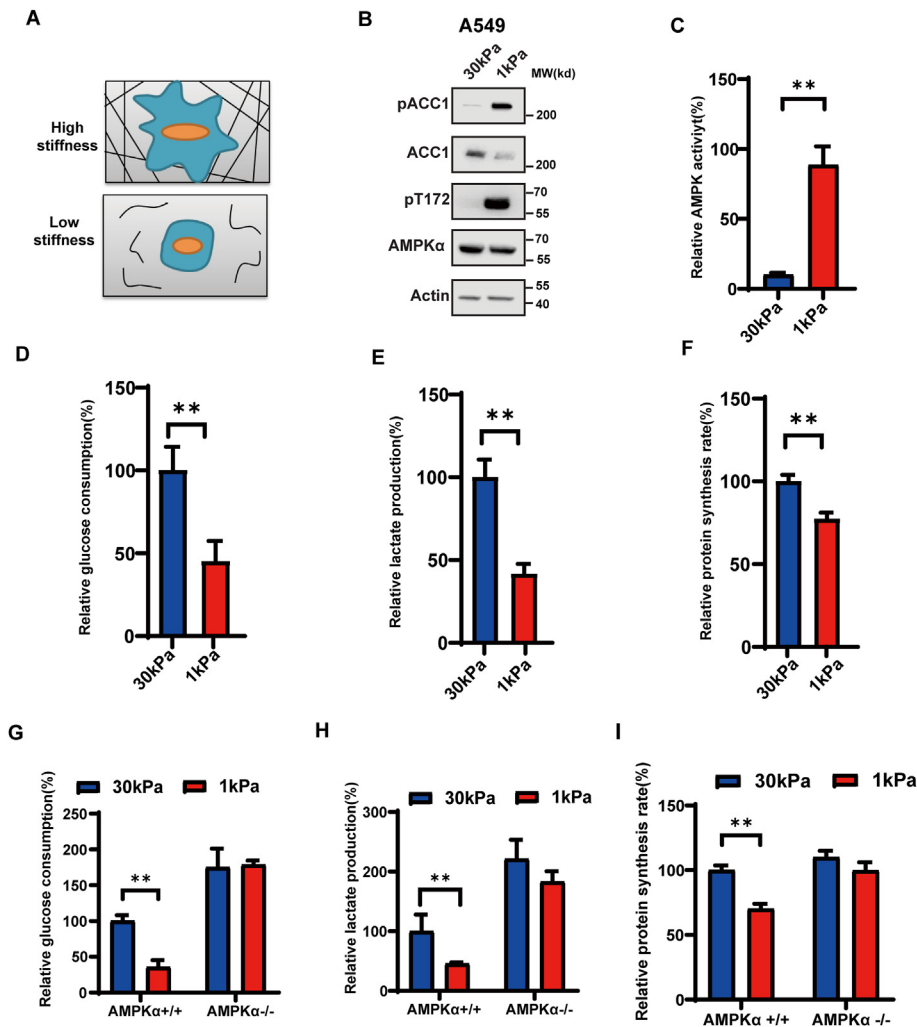 A
High
stiffness
Low
stiffness
B
A549
30kPa
1kPa
MW(kd)
pACC1
200
ACC1
200
pT172
70
55
AMPKα
70
55
Actin
55
40
C
Relative AMPK activiyt(%)
150
**
100
50
0
30kPa
1kPa
D
Relative glucose consumption(%)
150
**
100
50
0
30kPa
1kPa
E
Relative lactate production(%)
150
**
100
50
0
30kPa
1kPa
F
Relative protein synthesis rate(%)
150
**
100
50
0
30kPa
1kPa
G
Relative glucose consumption(%)
30kPa 1kPa
250
200
150
**
100
50
0
AMPKα+/+ AMPKα-/-
H
Relative lactate production(%)
30kPa 1kPa
300
200
**
100
0
AMPKα+/+ AMPKα-/-
I
Relative protein synthesis rate(%)
30kPa 1kPa
150
**
100
50
0
AMPKα +/+ AMPKα -/-